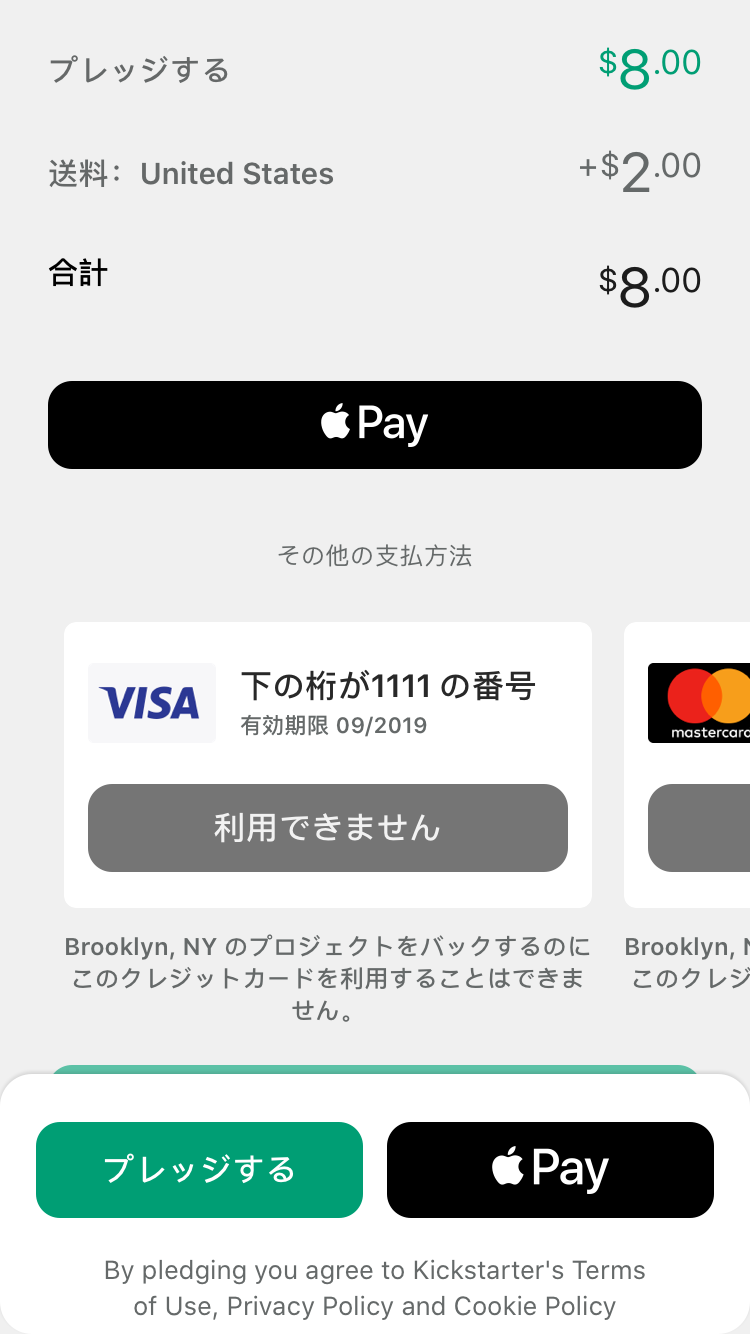 プレッジする $8.00
送料： United States +$2.00
合計 $8.00
Pay
その他の支払方法
VISA 下の桁が1111 の番号
有効期限 09/2019
mastercard
利用できません
Brooklyn, NY のプロジェクトをバックするのに
このクレジットカードを利用することはできま
せん。
Brooklyn, N
このクレジ
プレッジする Pay
By pledging you agree to Kickstarter's Terms
of Use, Privacy Policy and Cookie Policy